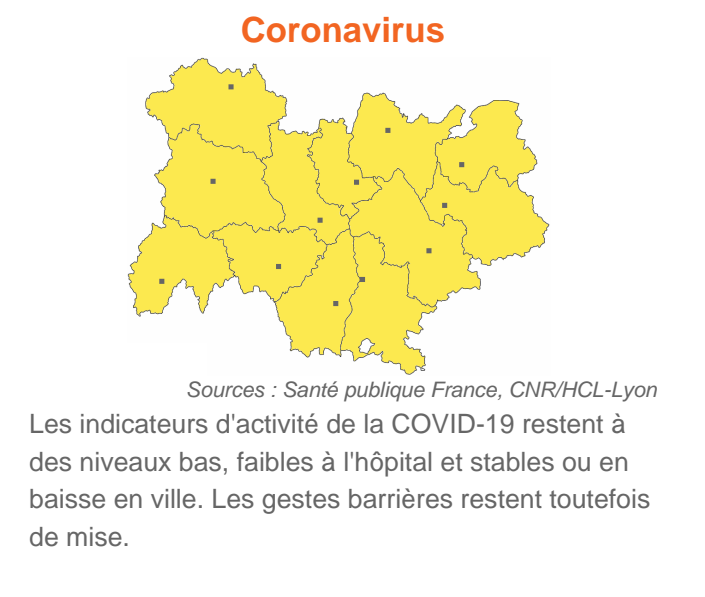 Coronavirus
Sources : Santé publique France, CNR/HCL-Lyon
Les indicateurs d'activité de la COVID-19 restent à
des niveaux bas, faibles à l'hôpital et stables ou en
baisse en ville. Les gestes barrières restent toutefois
de mise.